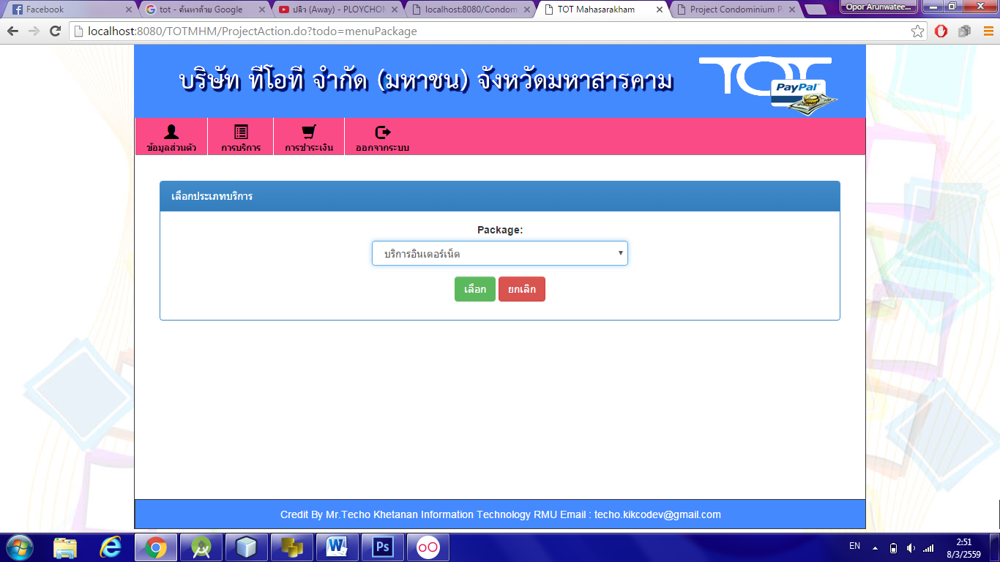 Facebook
tot - ค้นหาด้วย Google
ปลิว (Away) - PLOYCHOM
localhost:8080/Condom
TOT Mahasarakham
Project Condominium P
Opor Arunwatee...
localhost:8080/TOTMHM/ProjectAction.do?todo=menuPackage
บริษัท ทีโอที จำกัด (มหาชน) จังหวัดมหาสารคาม
TOT
PayPal
ข้อมูลส่วนตัว
การบริการ
การชำระเงิน
ออกจากระบบ
เลือกประเภทบริการ
Package:
บริการอินเตอร์เน็ต
เลือก
ยกเลิก
Credit By Mr.Techo Khetanan Information Technology RMU Email : techo.kikcodev@gmail.com
W
Ps
EN
2:51
8/3/2559